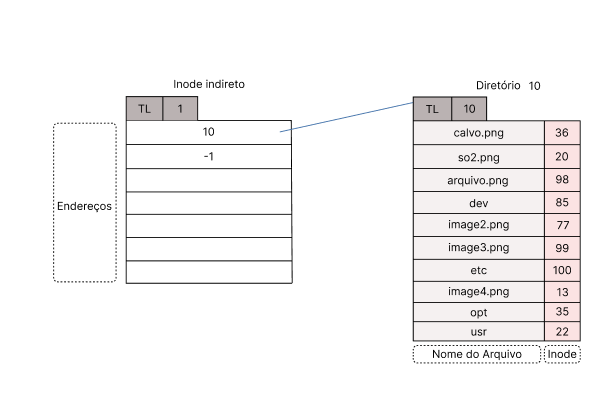 Inode indireto
TL 1
10
-1
Endereços
Diretório 10
TL 10
calvo.png 36
so2.png 20
arquivo.png 98
dev 85
image2.png 77
image3.png 99
etc 100
image4.png 13
opt 35
usr 22
Nome do Arquivo Inode